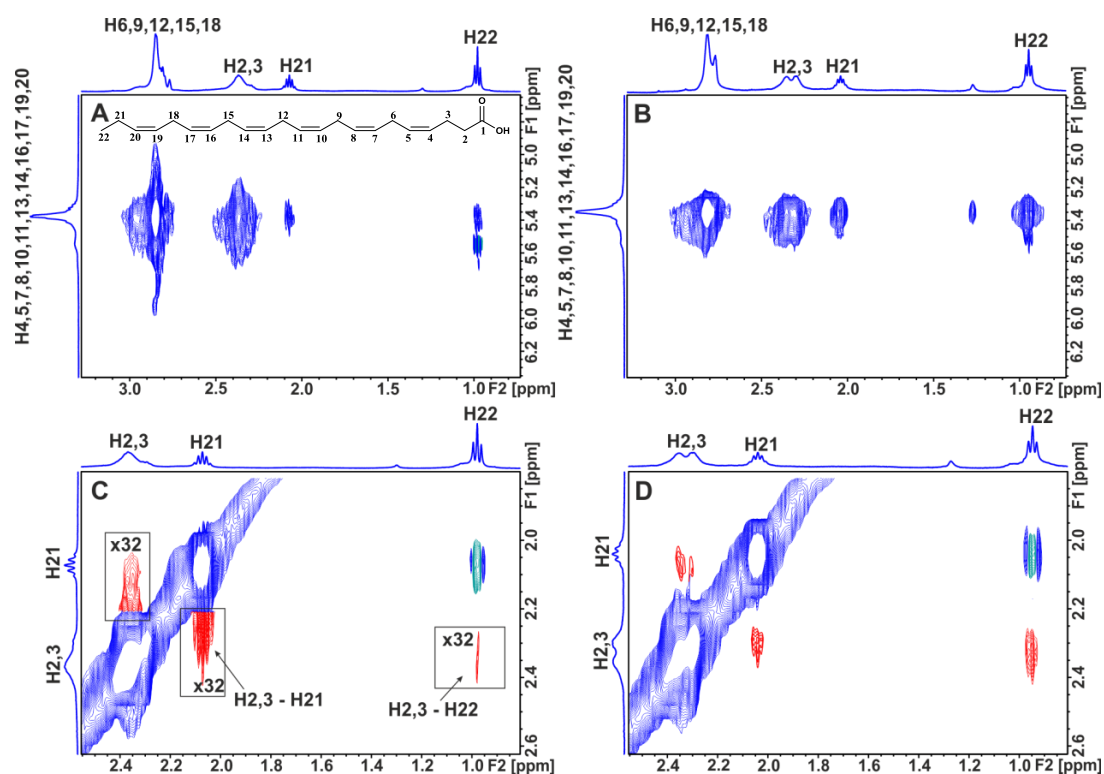 H6,9,12,15,18
H2,3
H21
H22
H4,5,7,8,10,11,13,14,16,17,19,20
A
21
18
15
12
9
6
3
O
1
OH
22
20
19
17
16
14
13
11
10
8
7
5
4
2
F1 [ppm]
5.0
5.2
5.4
5.6
5.8
6.0
6.2
3.0
2.5
2.0
1.5
1.0 F2 [ppm]
H6,9,12,15,18
H2,3
H21
H22
H4,5,7,8,10,11,13,14,16,17,19,20
B
F1 [ppm]
5.0
5.2
5.4
5.6
5.8
6.0
6.2
3.0
2.5
2.0
1.5
1.0 F2 [ppm]
H2,3
H21
H22
C
x32
x32
x32
H2,3 - H21
H2,3 - H22
H21
H2,3
F1 [ppm]
2.0
2.2
2.4
2.6
2.4
2.2
2.0
1.8
1.6
1.4
1.2
1.0 F2 [ppm]
H2,3
H21
H22
D
H21
H2,3
F1 [ppm]
2.0
2.2
2.4
2.6
2.4
2.2
2.0
1.8
1.6
1.4
1.2
1.0 F2 [ppm]